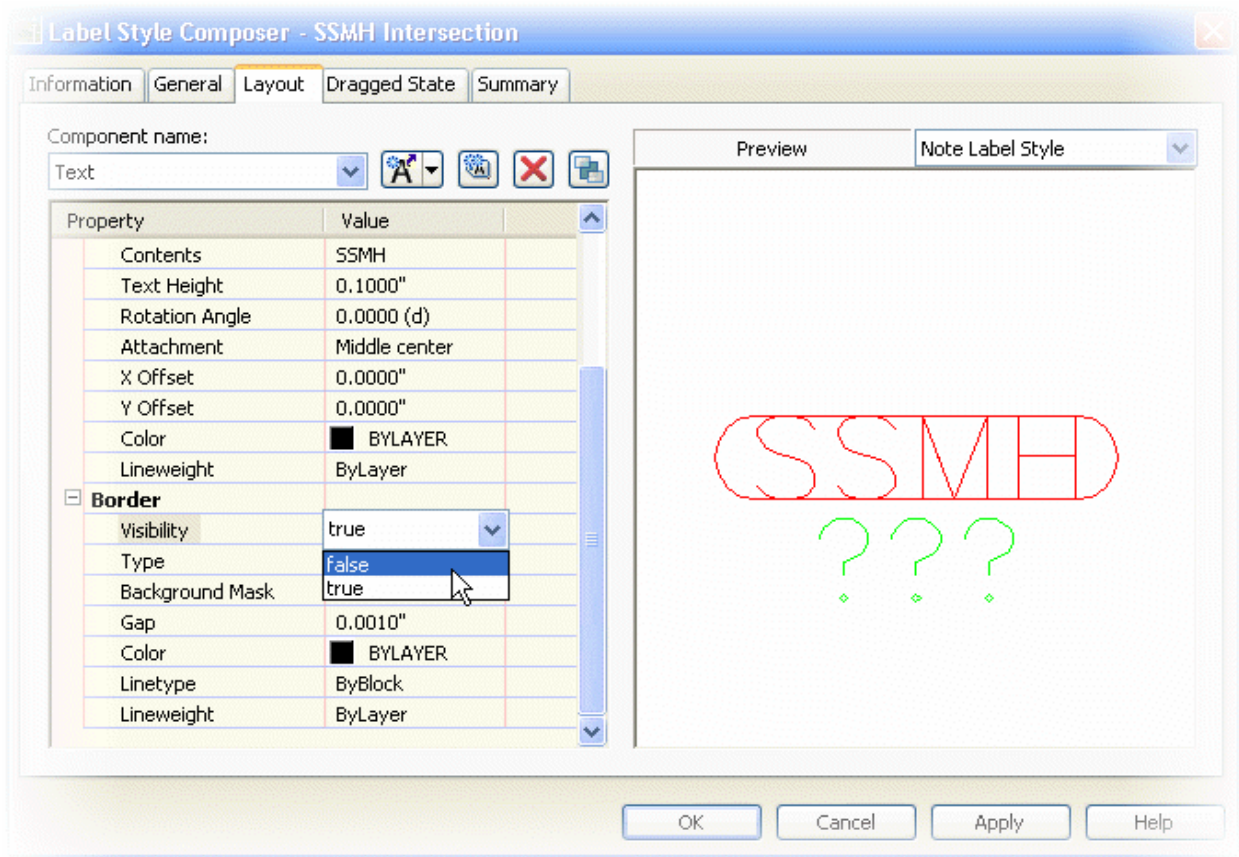 Label Style Composer - SSMH Intersection
Information General Layout Dragged State Summary
Component name:
Text
Preview Note Label Style
Property Value
Contents SSMH
Text Height 0.1000"
Rotation Angle 0.0000 (d)
Attachment Middle center
X Offset 0.0000"
Y Offset 0.0000"
Color BYLAYER
Lineweight ByLayer
Border
Visibility true
Type false
Background Mask true
Gap 0.0010"
Color BYLAYER
Linetype ByBlock
Lineweight ByLayer
SSMH
???
OK Cancel Apply Help